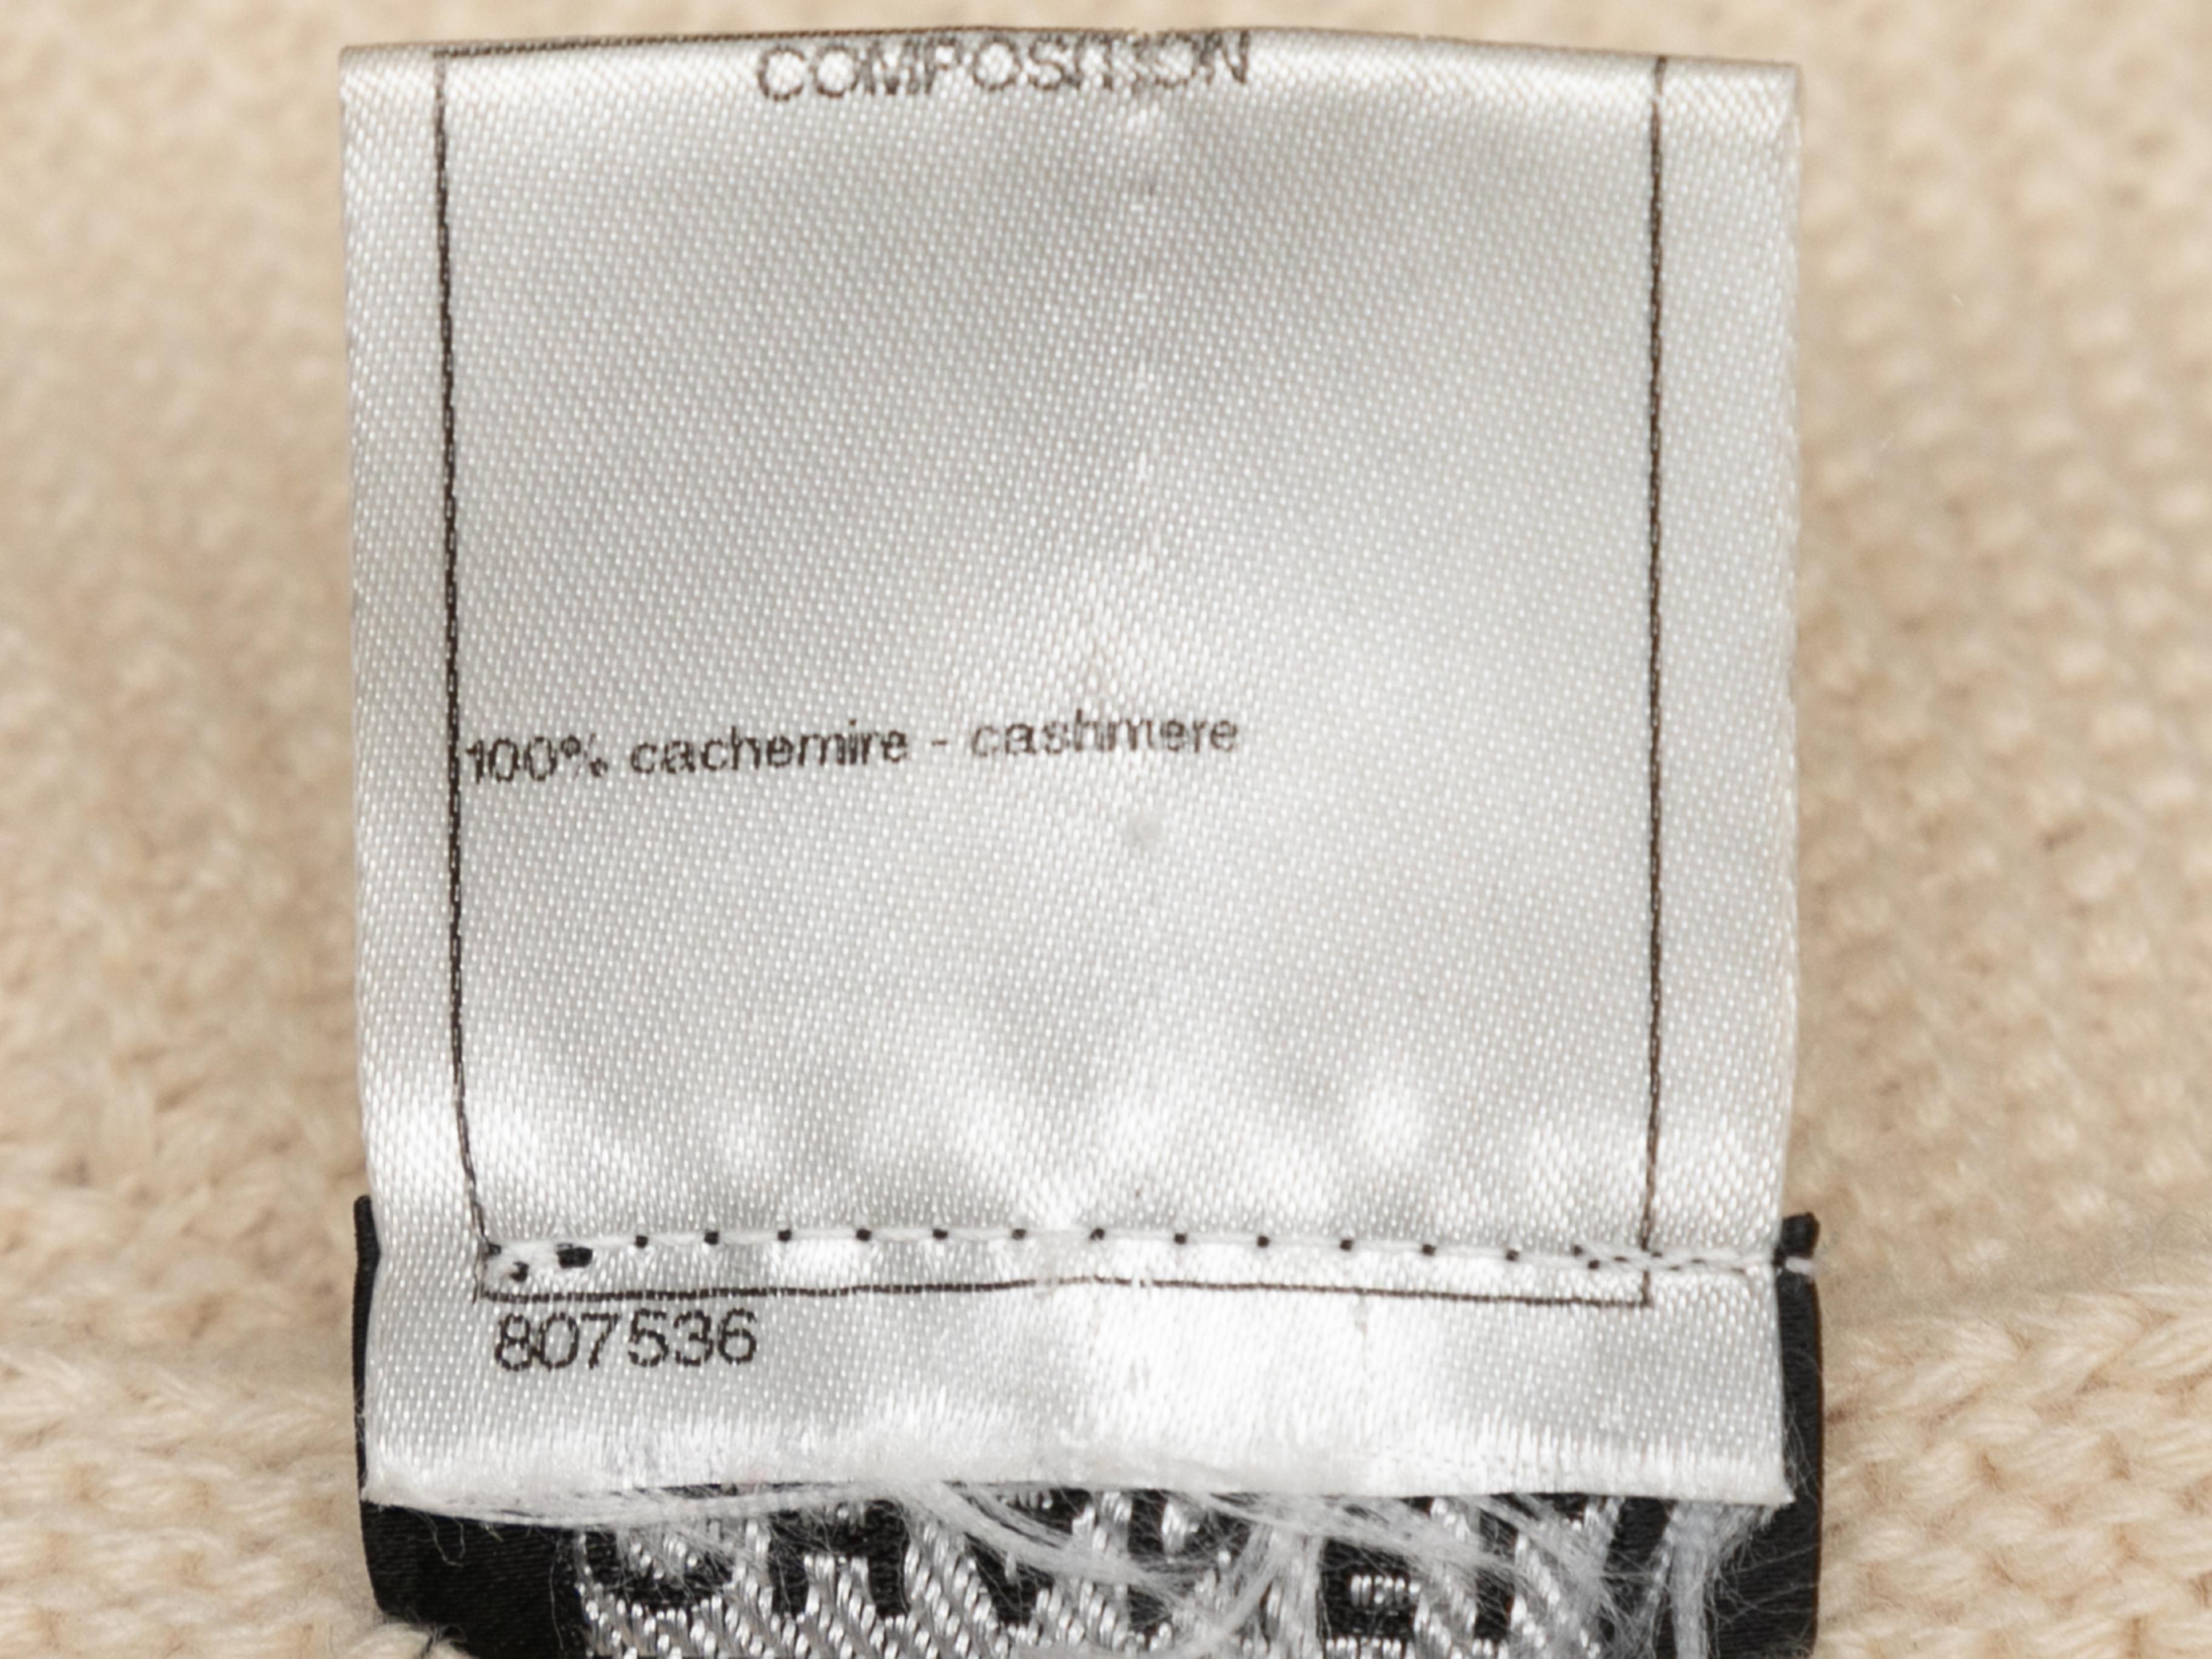 COMPOSITION
100% cachemire - cashmere
807536